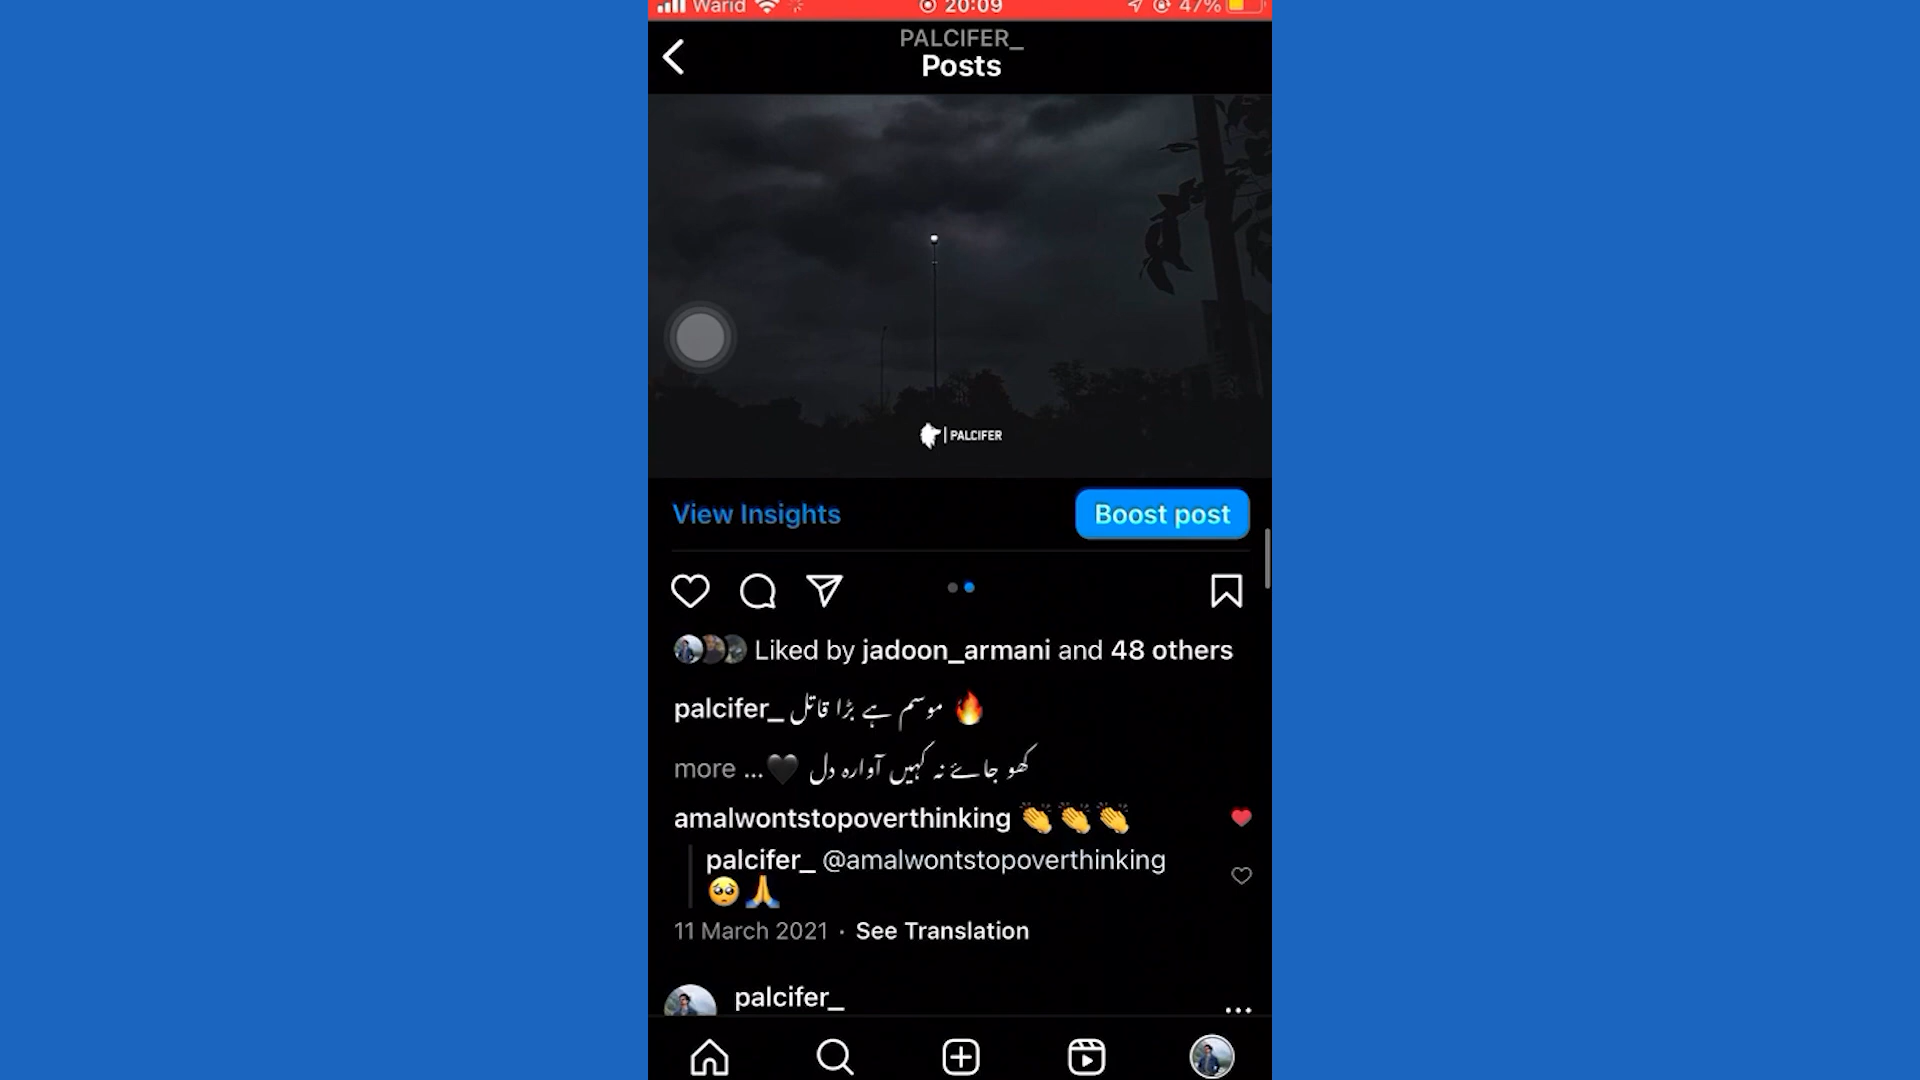 Warid 20:09 47%
PALCIFER_
Posts
PALCIFER
View Insights Boost post
Liked by jadoon_armani and 48 others
palcifer_ موسم ہے بڑا قاتل 🔥
کھو جائے نہ کہیں آوارہ دل 🖤... more
amalwontstopoverthinking 👏👏👏
palcifer_ @amalwontstopoverthinking
🥺🙏
11 March 2021 · See Translation
palcifer_